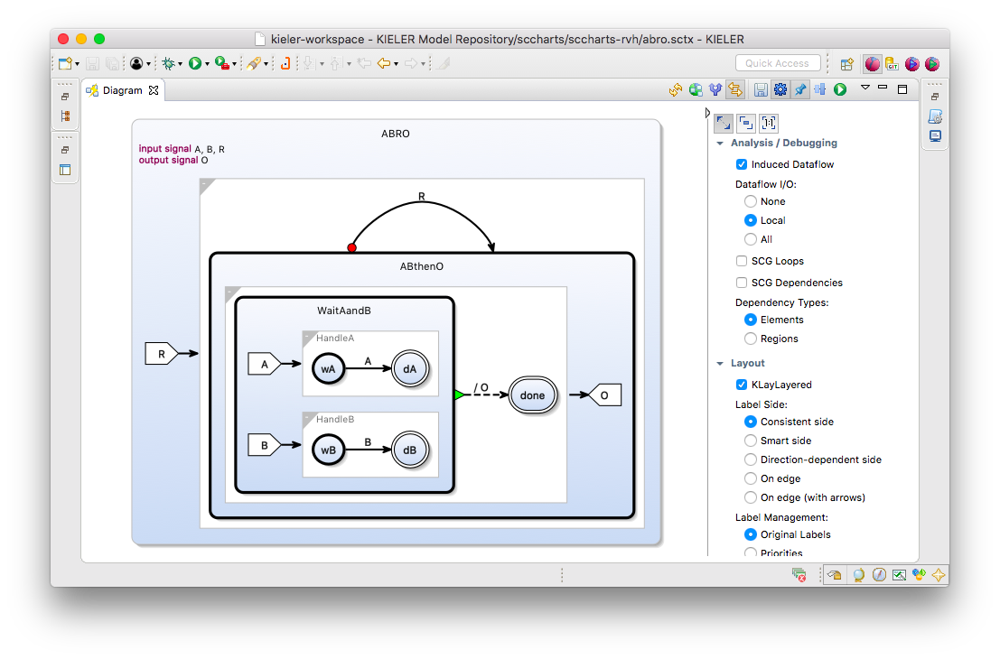 kieler-workspace - KIELER Model Repository/sccharts/sccharts-rvh/abro.sctx - KIELER
Quick Access
GIT
Diagram
ABRO
input signal A, B, R
output signal O
R
ABthenO
WaitAandB
HandleA
A
wA
A
dA
HandleB
B
wB
B
dB
/ O
done
O
R
[1:1]
Analysis / Debugging
Induced Dataflow
Dataflow I/O:
None
Local
All
SCG Loops
SCG Dependencies
Dependency Types:
Elements
Regions
Layout
KLayLayered
Label Side:
Consistent side
Smart side
Direction-dependent side
On edge
On edge (with arrows)
Label Management:
Original Labels
Priorities